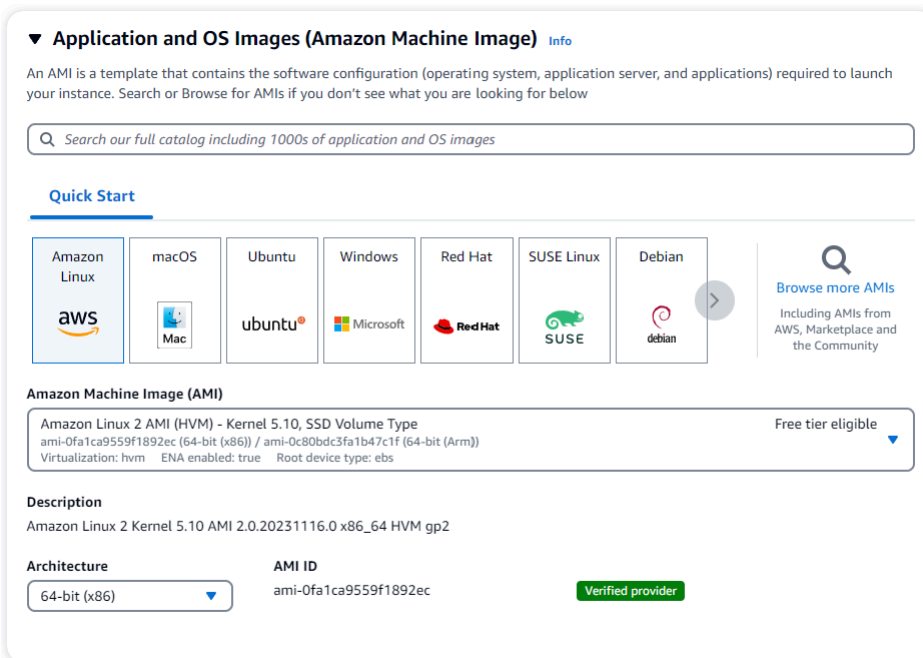 Application and OS Images (Amazon Machine Image) Info
An AMI is a template that contains the software configuration (operating system, application server, and applications) required to launch
your instance. Search or Browse for AMIs if you don't see what you are looking for below
Search our full catalog including 1000s of application and OS images
Quick Start
Amazon
Linux
aws
macOS
Mac
Ubuntu
ubuntu
Windows
Microsoft
Red Hat
Red Hat
SUSE Linux
SUSE
Debian
debian
Browse more AMIs
Including AMIs from
AWS, Marketplace and
the Community
Amazon Machine Image (AMI)
Amazon Linux 2 AMI (HVM) - Kernel 5.10, SSD Volume Type
Free tier eligible
ami-0fa1ca9559f1892ec (64-bit (x86)) / ami-0c80bdc3fa1b47c1f (64-bit (Arm))
Virtualization: hvm ENA enabled: true Root device type: ebs
Description
Amazon Linux 2 Kernel 5.10 AMI 2.0.20231116.0 x86_64 HVM gp2
Architecture
64-bit (x86)
AMI ID
ami-0fa1ca9559f1892ec
Verified provider